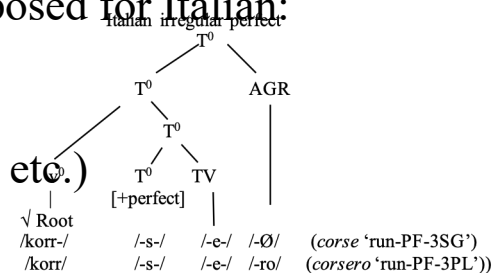 posed for Italian:
Italian irregular perfect
T⁰
T⁰ AGR
T⁰
etc.)
v⁰ T⁰ TV
[+perfect]
√ Root
/korr-/ /-s-/ /-e-/ /-Ø/ (corse ‘run-PF-3SG’)
/korr/ /-s-/ /-e-/ /-ro/ (corsero ‘run-PF-3PL’))